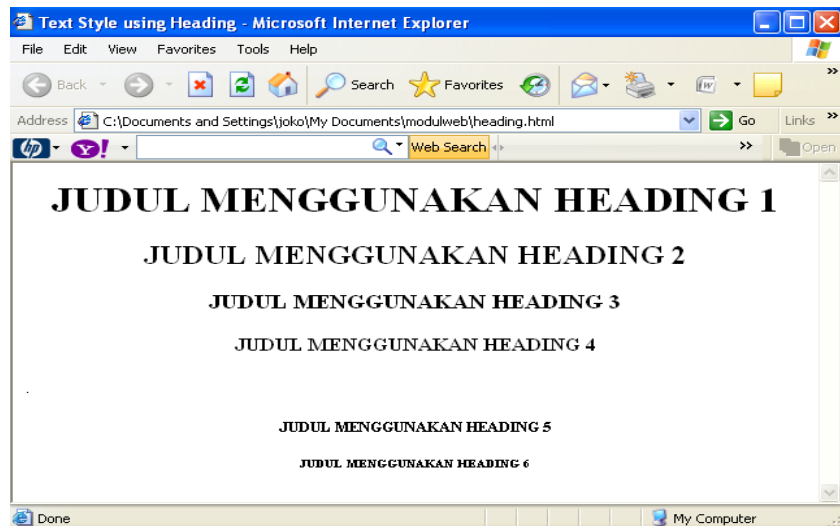 Text Style using Heading - Microsoft Internet Explorer
File Edit View Favorites Tools Help
Back Search Favorites »
Address C:\Documents and Settings\joko\My Documents\modulweb\heading.html Go Links »
hp Y! Web Search » Open
JUDUL MENGGUNAKAN HEADING 1
JUDUL MENGGUNAKAN HEADING 2
JUDUL MENGGUNAKAN HEADING 3
JUDUL MENGGUNAKAN HEADING 4
.
JUDUL MENGGUNAKAN HEADING 5
JUDUL MENGGUNAKAN HEADING 6
Done My Computer